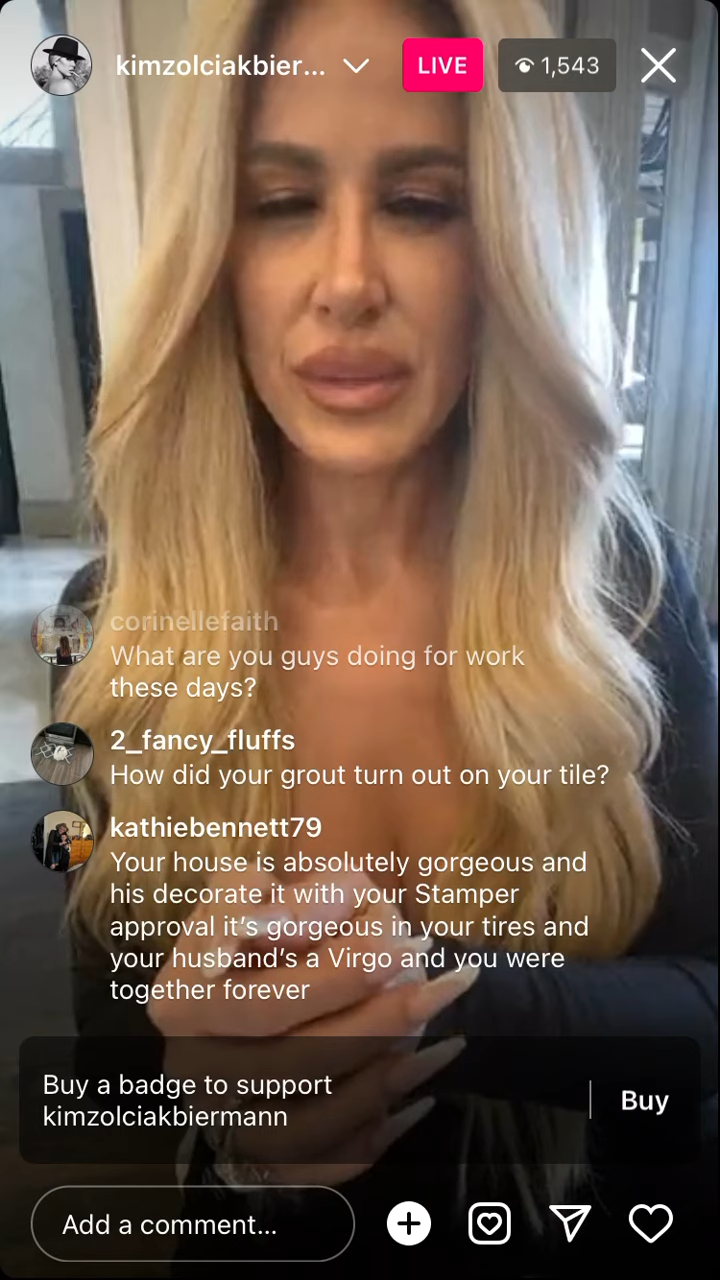 kimzolciakbier...
LIVE
1,543
corinellefaith
What are you guys doing for work
these days?
2_fancy_fluffs
How did your grout turn out on your tile?
kathiebennett79
Your house is absolutely gorgeous and
his decorate it with your Stamper
approval it’s gorgeous in your tires and
your husband’s a Virgo and you were
together forever
Buy a badge to support
kimzolciakbiermann
Buy
Add a comment...